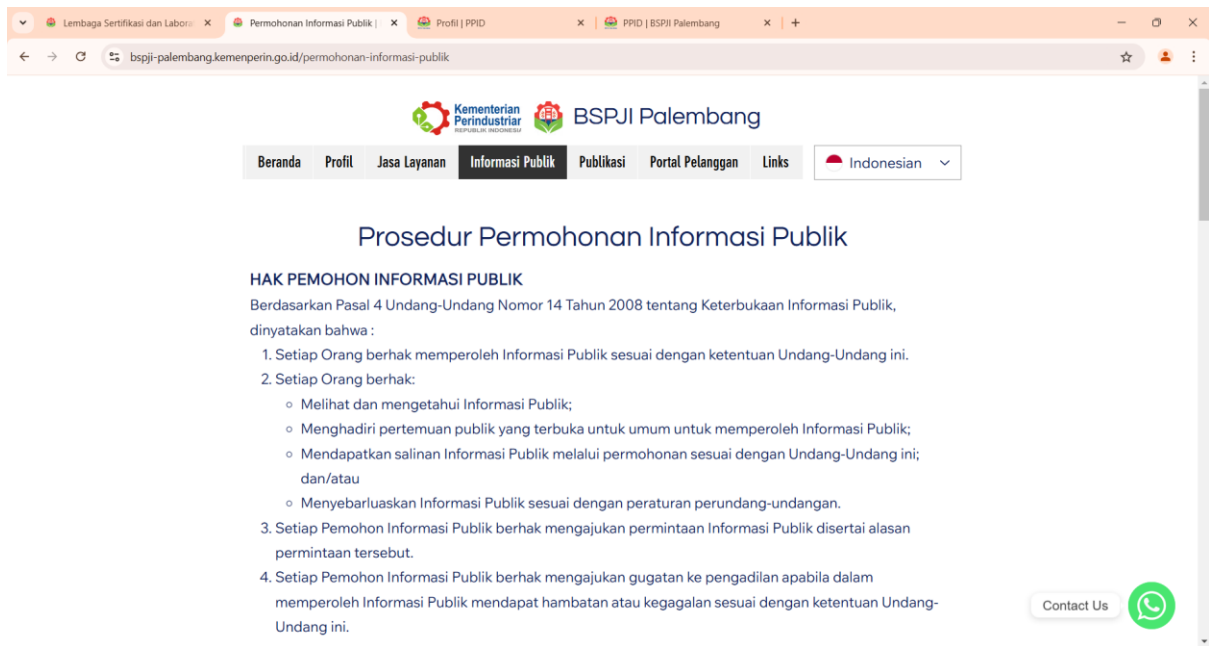 Lembaga Sertifikasi dan Labora
Permohonan Informasi Publik |
Profil | PPID
PPID | BSPJI Palembang
bspji-palembang.kemenperin.go.id/permohonan-informasi-publik
Kementerian
Perindustrian
REPUBLIK INDONESIA
BSPJI Palembang
Beranda Profil Jasa Layanan Informasi Publik Publikasi Portal Pelanggan Links Indonesian
Prosedur Permohonan Informasi Publik
HAK PEMOHON INFORMASI PUBLIK
Berdasarkan Pasal 4 Undang-Undang Nomor 14 Tahun 2008 tentang Keterbukaan Informasi Publik,
dinyatakan bahwa :
1. Setiap Orang berhak memperoleh Informasi Publik sesuai dengan ketentuan Undang-Undang ini.
2. Setiap Orang berhak:
Melihat dan mengetahui Informasi Publik;
Menghadiri pertemuan publik yang terbuka untuk umum untuk memperoleh Informasi Publik;
Mendapatkan salinan Informasi Publik melalui permohonan sesuai dengan Undang-Undang ini;
dan/atau
Menyebarluaskan Informasi Publik sesuai dengan peraturan perundang-undangan.
3. Setiap Pemohon Informasi Publik berhak mengajukan permintaan Informasi Publik disertai alasan
permintaan tersebut.
4. Setiap Pemohon Informasi Publik berhak mengajukan gugatan ke pengadilan apabila dalam
memperoleh Informasi Publik mendapat hambatan atau kegagalan sesuai dengan ketentuan Undang-
Undang ini.
Contact Us